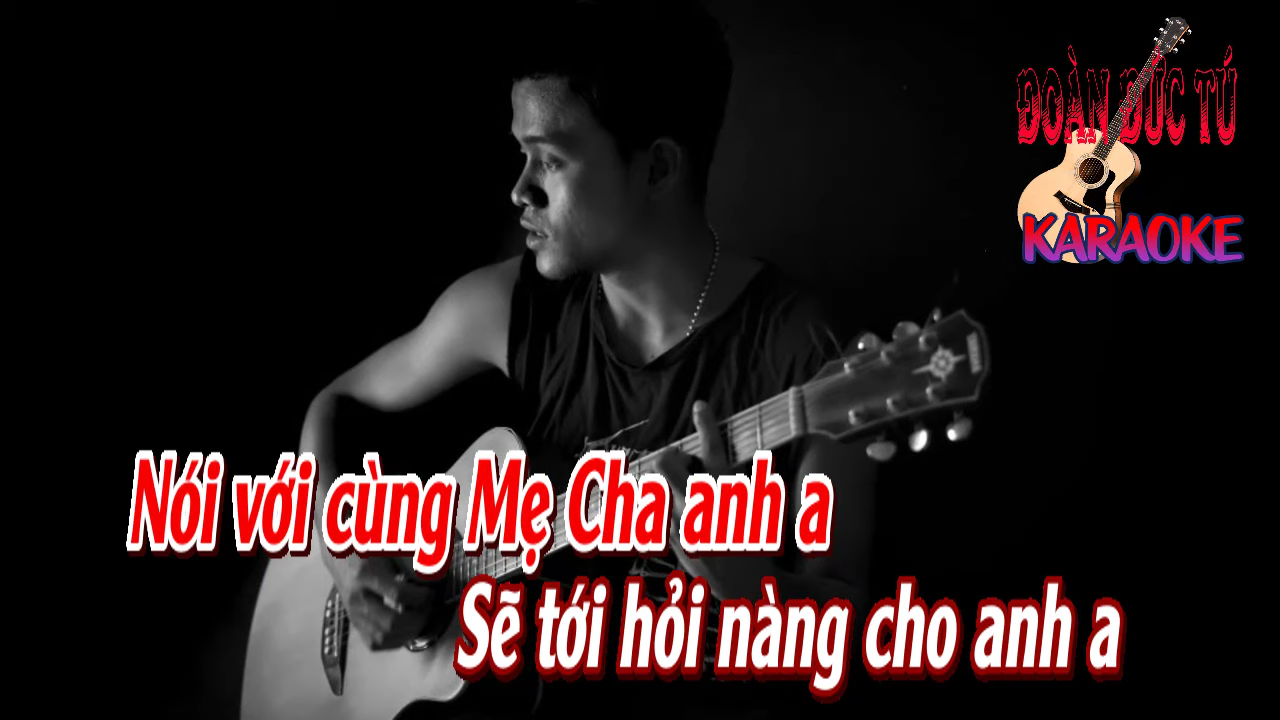 ĐOÀN ĐỨC TÚ
KARAOKE
Nói với cùng Mẹ Cha anh a
Sẽ tới hỏi nàng cho anh a